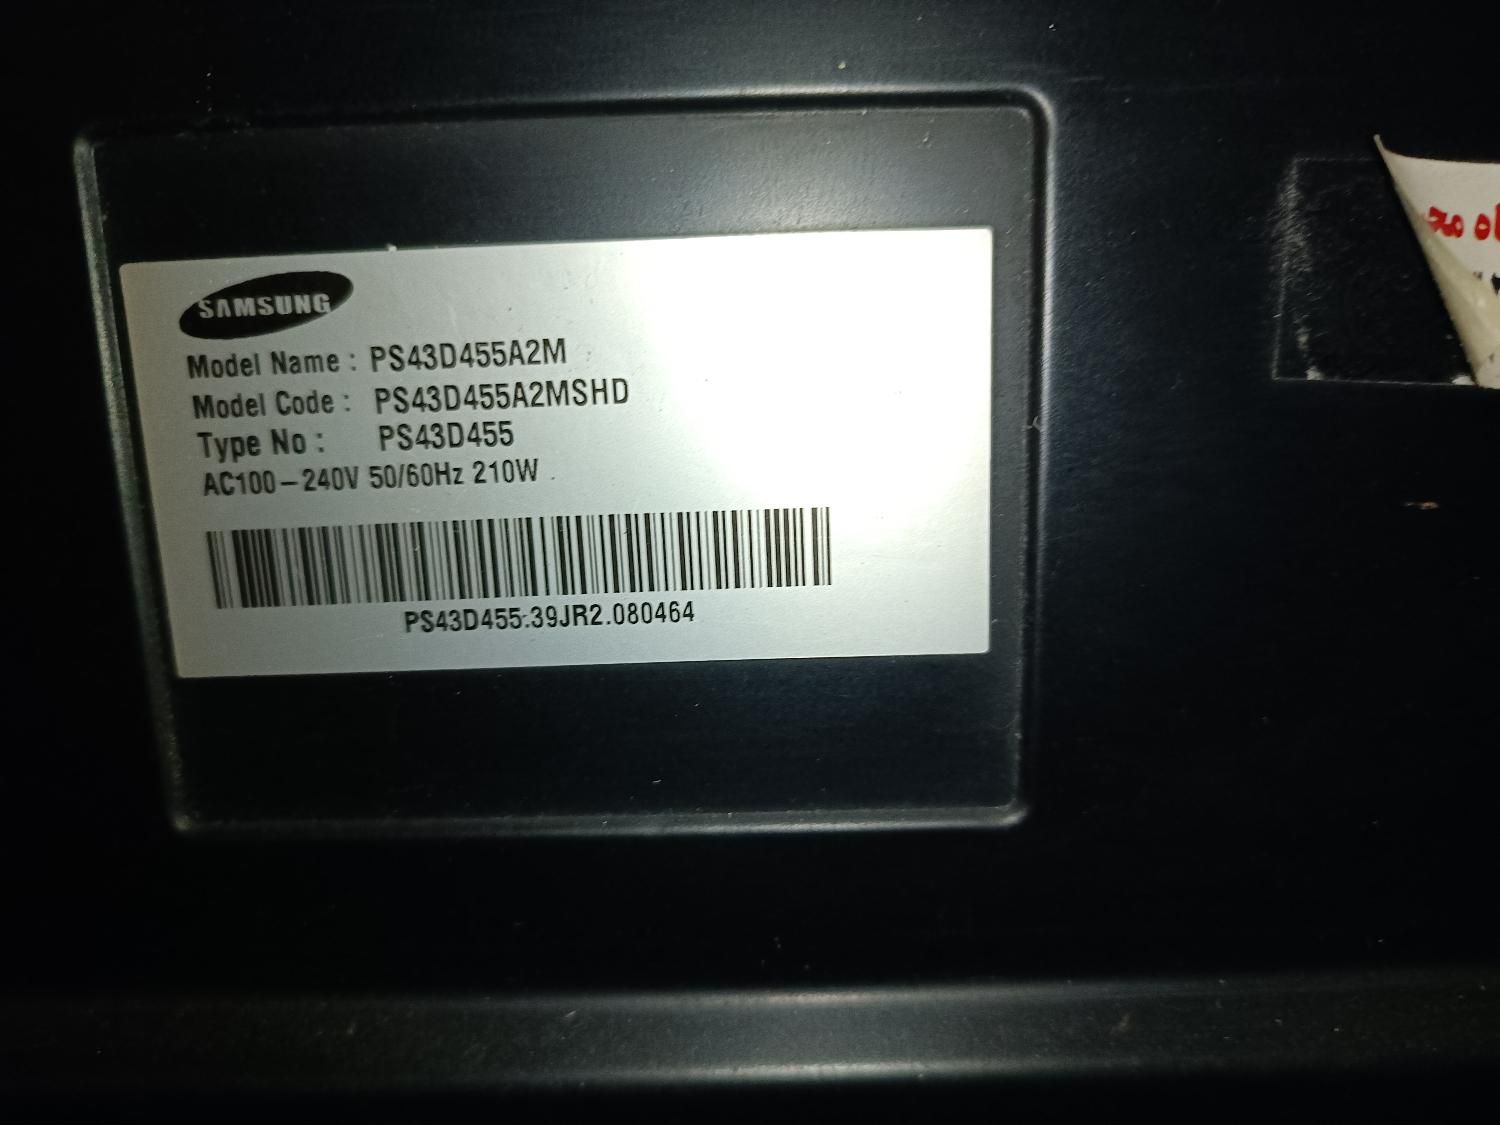 SAMSUNG
Model Name : PS43D455A2M
Model Code : PS43D455A2MSHD
Type No : PS43D455
AC100-240V 50/60Hz 210W
PS43D455.39JR2.080464